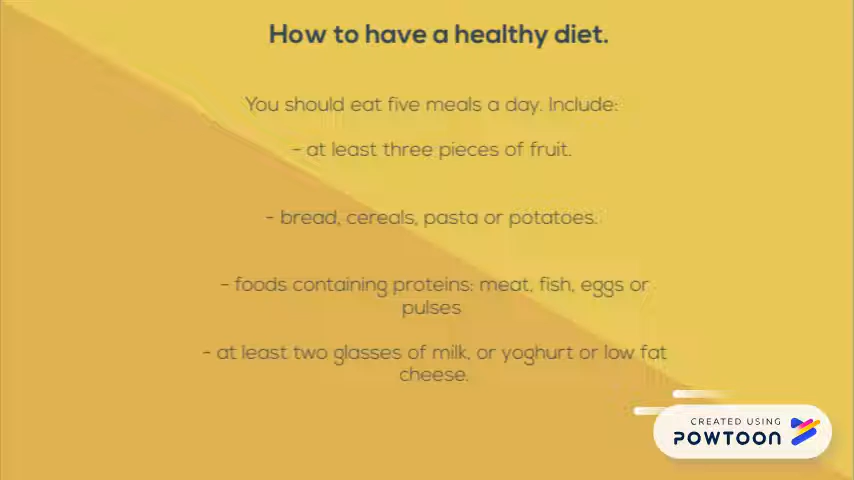 How to have a healthy diet.
You should eat five meals a day. Include:
- at least three pieces of fruit.
- bread, cereals, pasta or potatoes.
- foods containing proteins: meat, fish, eggs or
pulses
- at least two glasses of milk, or yoghurt or low fat
cheese.
CREATED USING
POWTOON